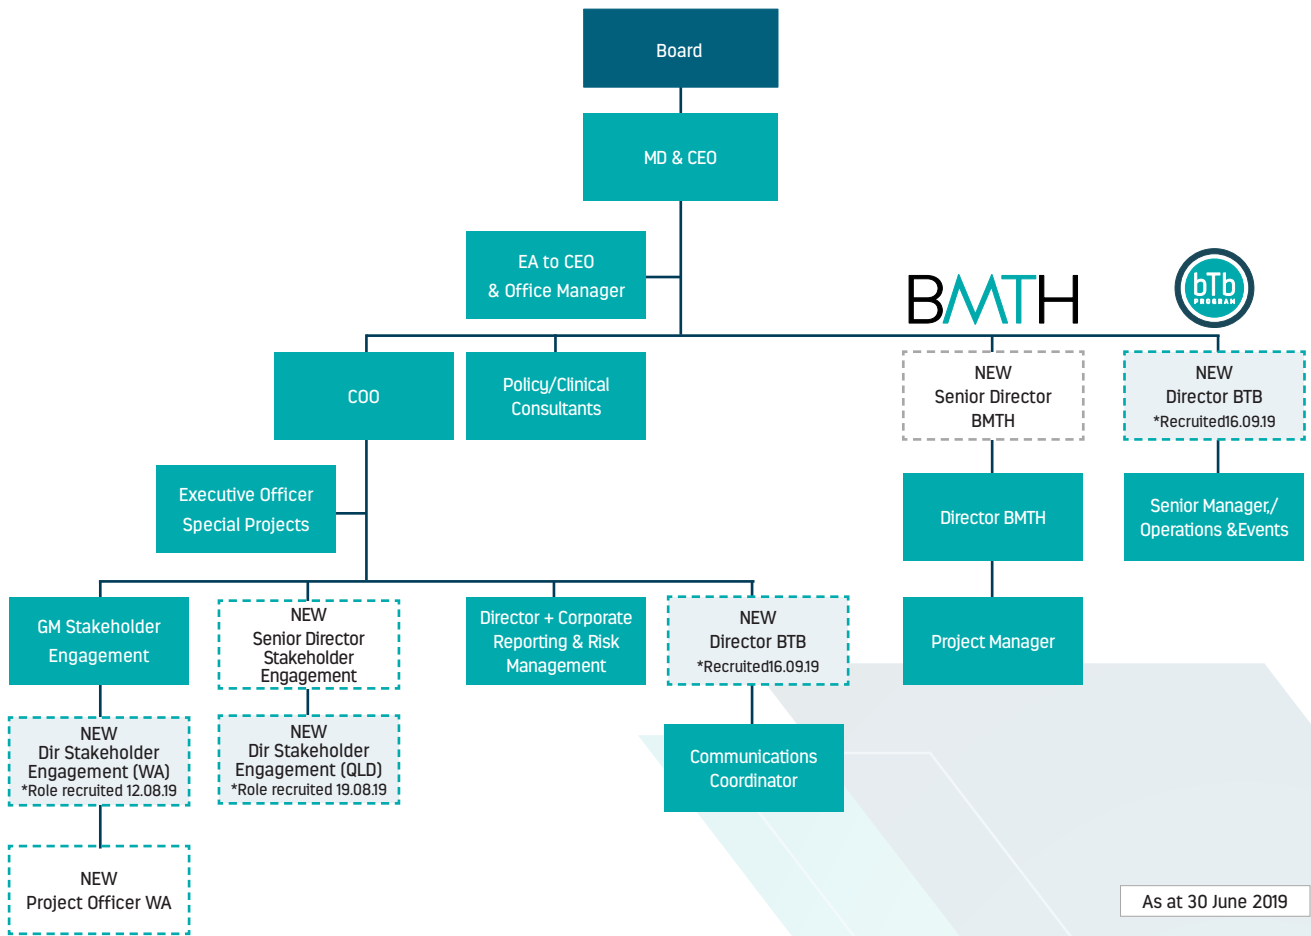 Board
MD & CEO
EA to CEO
& Office Manager
BMTH
bTb
PROGRAM
COO
Policy/Clinical
Consultants
NEW
Senior Director
BMTH
NEW
Director BTB
*Recruited16.09.19
Executive Officer
Special Projects
Director BMTH
Senior Manager,/
Operations &Events
GM Stakeholder
Engagement
NEW
Senior Director
Stakeholder
Engagement
Director + Corporate
Reporting & Risk
Management
NEW
Director BTB
*Recruited16.09.19
Project Manager
NEW
Dir Stakeholder
Engagement (WA)
*Role recruited 12.08.19
NEW
Dir Stakeholder
Engagement (QLD)
*Role recruited 19.08.19
Communications
Coordinator
NEW
Project Officer WA
As at 30 June 2019